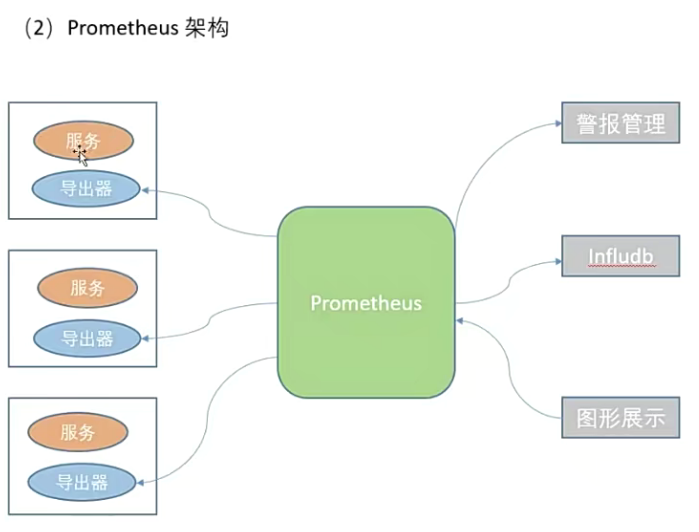 （2）Prometheus 架构
服务
导出器
服务
导出器
服务
导出器
Prometheus
警报管理
Infludb
图形展示